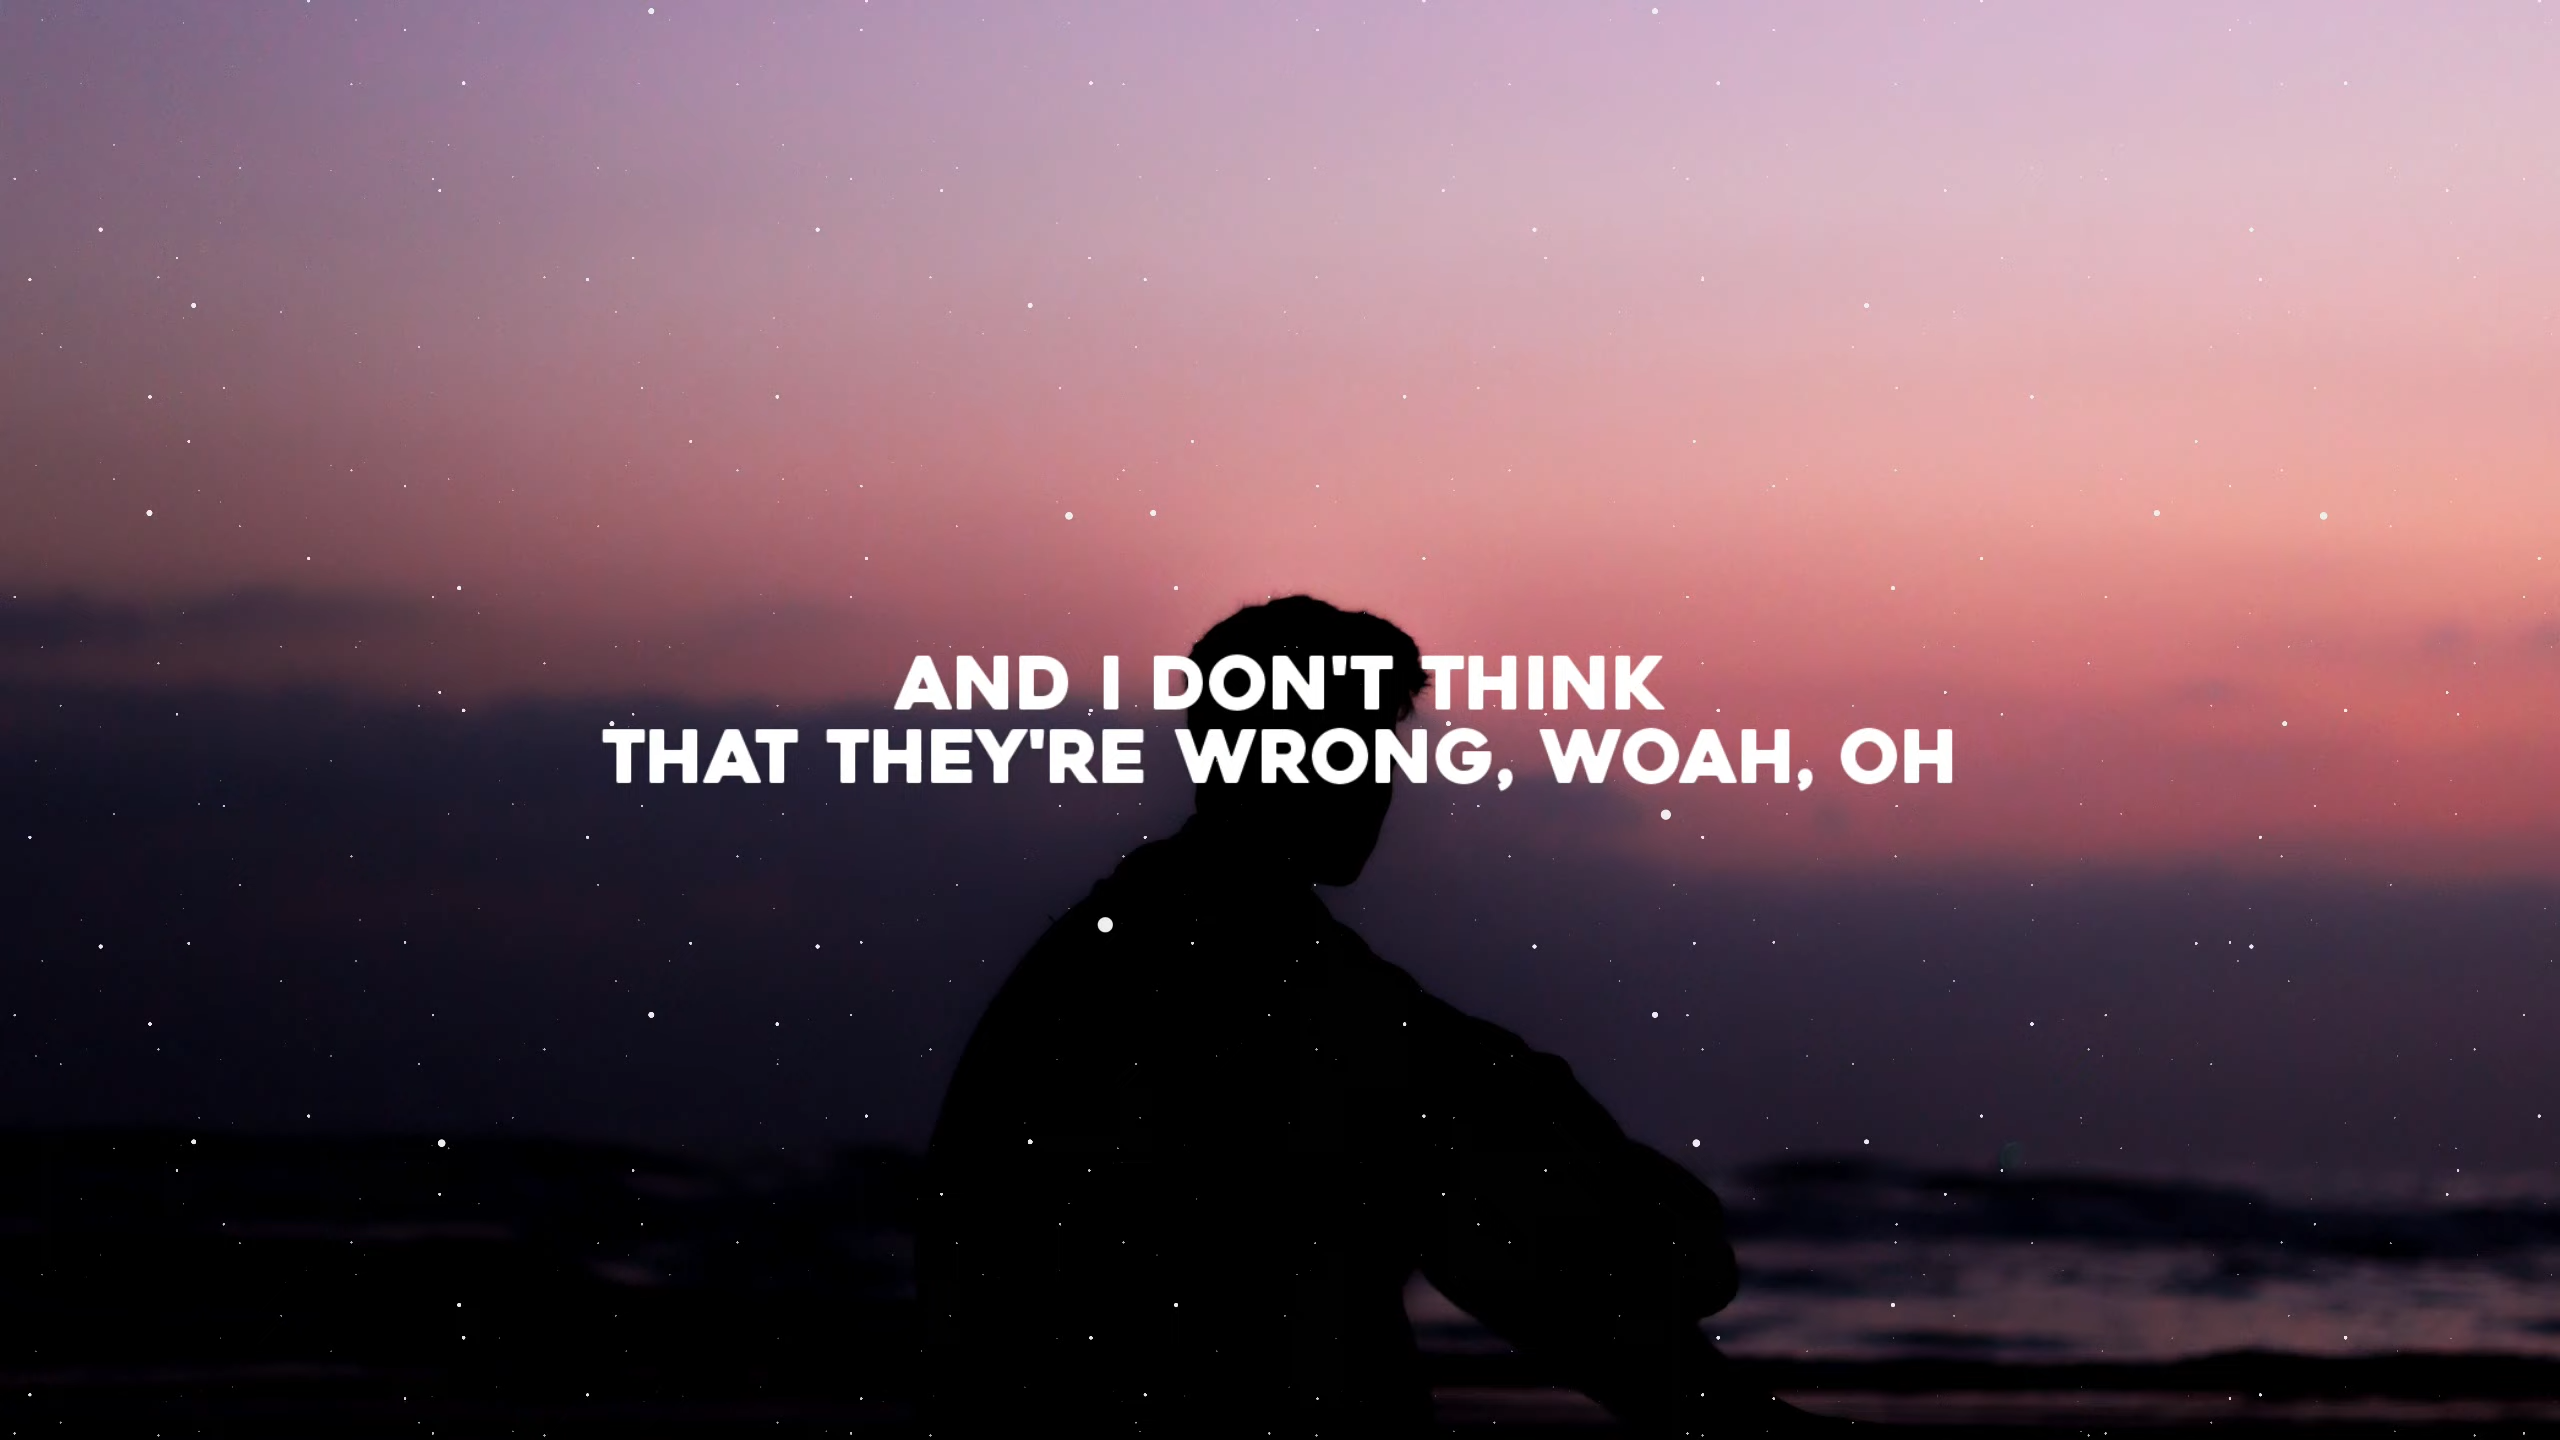 AND I DON'T THINK
THAT THEY'RE WRONG, WOAH, OH